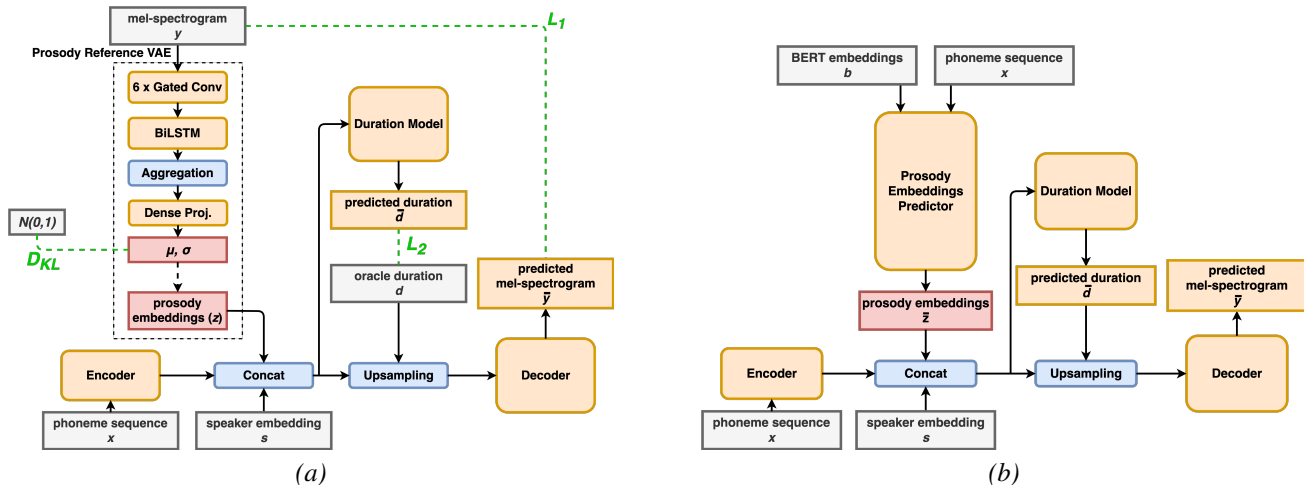 mel-spectrogram
y
L1
Prosody Reference VAE
6 x Gated Conv
BiLSTM
Aggregation
Dense Proj.
N(0,1)
DKL
μ, σ
prosody
embeddings (z)
Duration Model
predicted duration
d̄
L2
oracle duration
d
predicted
mel-spectrogram
ȳ
Encoder
Concat
Upsampling
Decoder
phoneme sequence
x
speaker embedding
s
(a)
BERT embeddings
b
phoneme sequence
x
Prosody
Embeddings
Predictor
prosody embeddings
z̄
Duration Model
predicted duration
d̄
predicted
mel-spectrogram
ȳ
Encoder
Concat
Upsampling
Decoder
phoneme sequence
x
speaker embedding
s
(b)